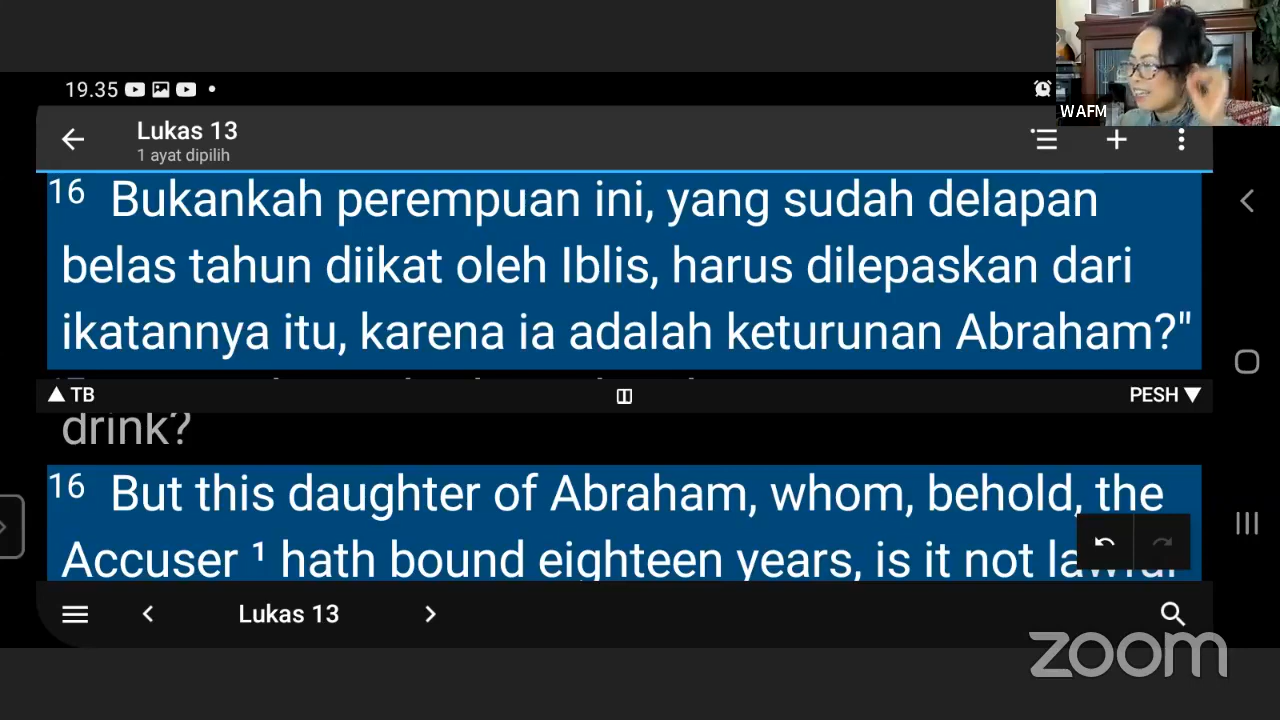 19.35
WAFM
Lukas 13
1 ayat dipilih
16 Bukankah perempuan ini, yang sudah delapan
belas tahun diikat oleh Iblis, harus dilepaskan dari
ikatannya itu, karena ia adalah keturunan Abraham?"
TB
PESH
drink?
16 But this daughter of Abraham, whom, behold, the
Accuser 1 hath bound eighteen years, is it not lawful
Lukas 13
zoom